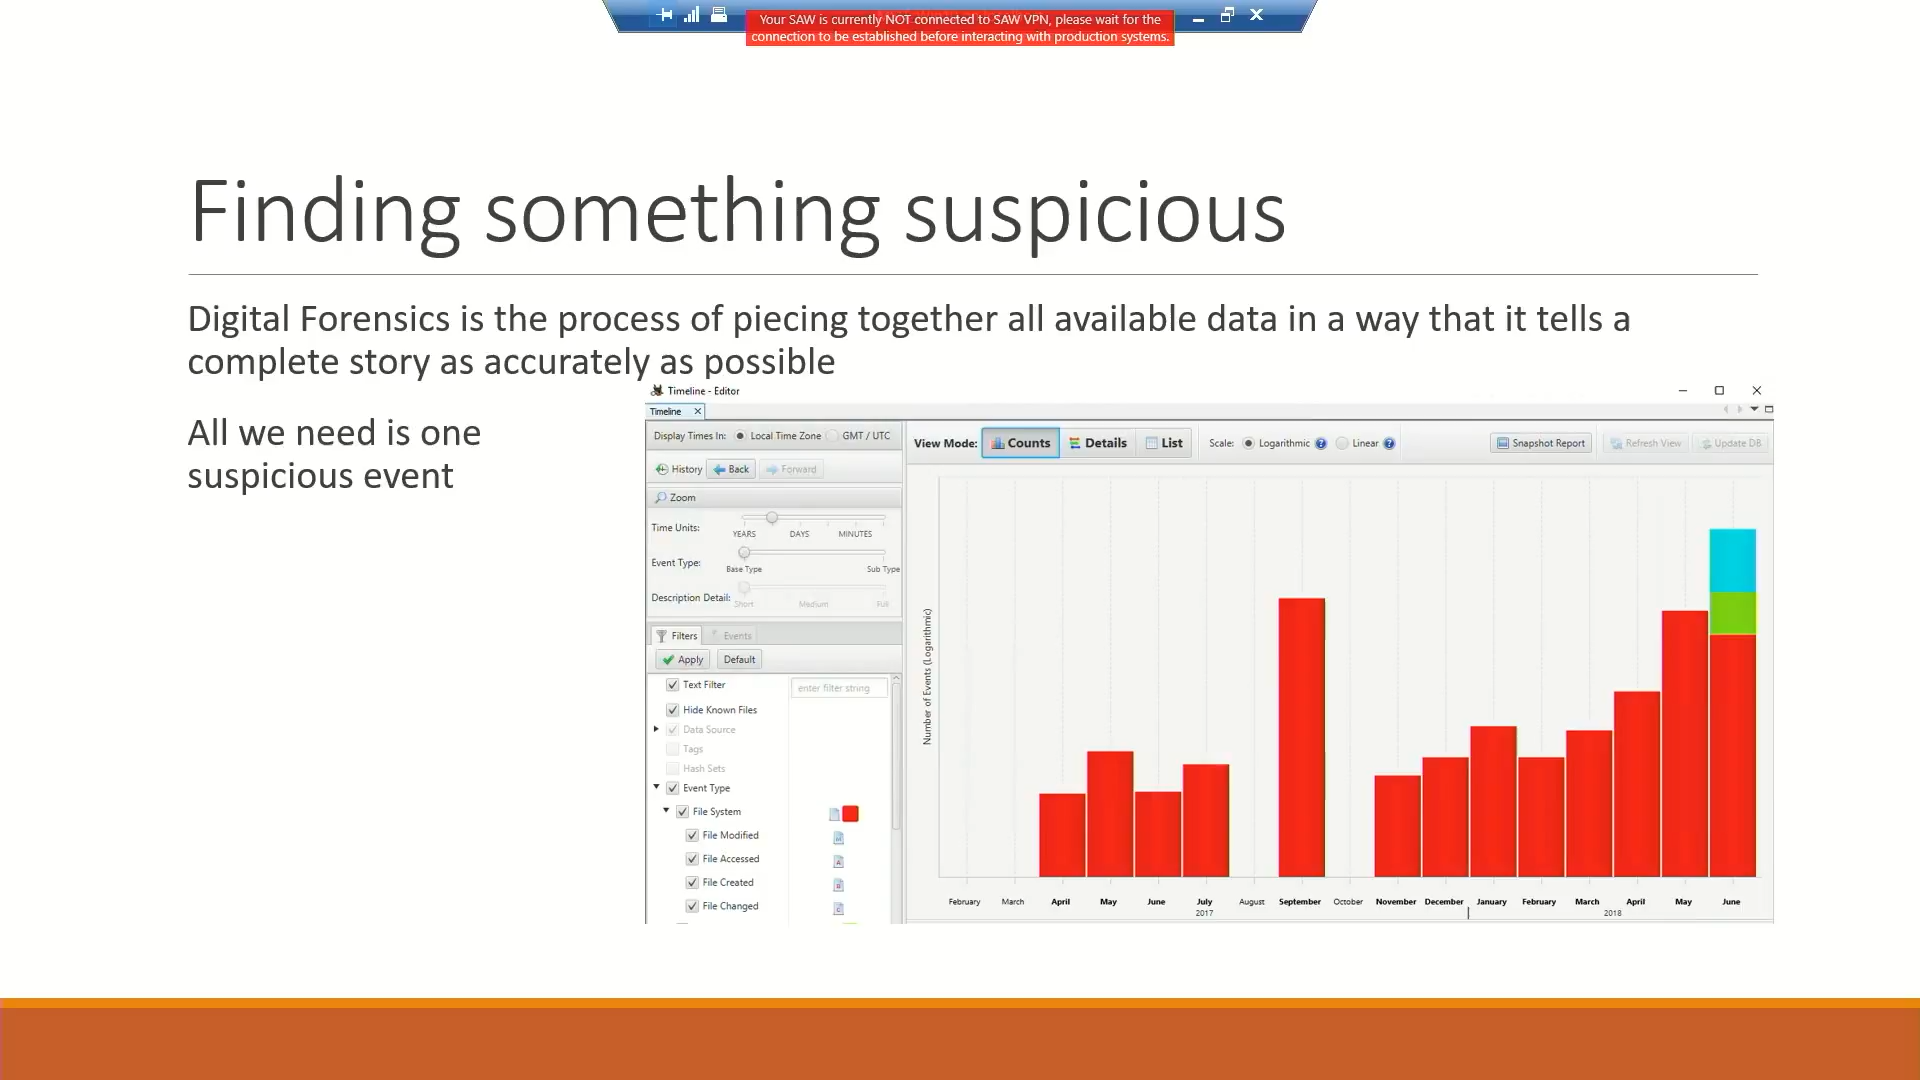 Your SAW is currently NOT connected to SAW VPN, please wait for the
connection to be established before interacting with production systems.
Finding something suspicious
Digital Forensics is the process of piecing together all available data in a way that it tells a
complete story as accurately as possible
All we need is one
suspicious event
Timeline - Editor
Timeline
Display Times In: Local Time Zone GMT / UTC
History Back Forward
Zoom
Time Units:
YEARS DAYS MINUTES
Event Type:
Base Type Sub Type
Description Detail:
Short Medium Full
Filters Events
Apply Default
Text Filter enter filter string
Hide Known Files
Data Source
Tags
Hash Sets
Event Type
File System
File Modified
File Accessed
File Created
File Changed
View Mode: Counts Details List Scale: Logarithmic Linear Snapshot Report Refresh View Update DB
Number of Events (Logarithmic)
February March April May June July August September October November December January February March April May June
2017 2018